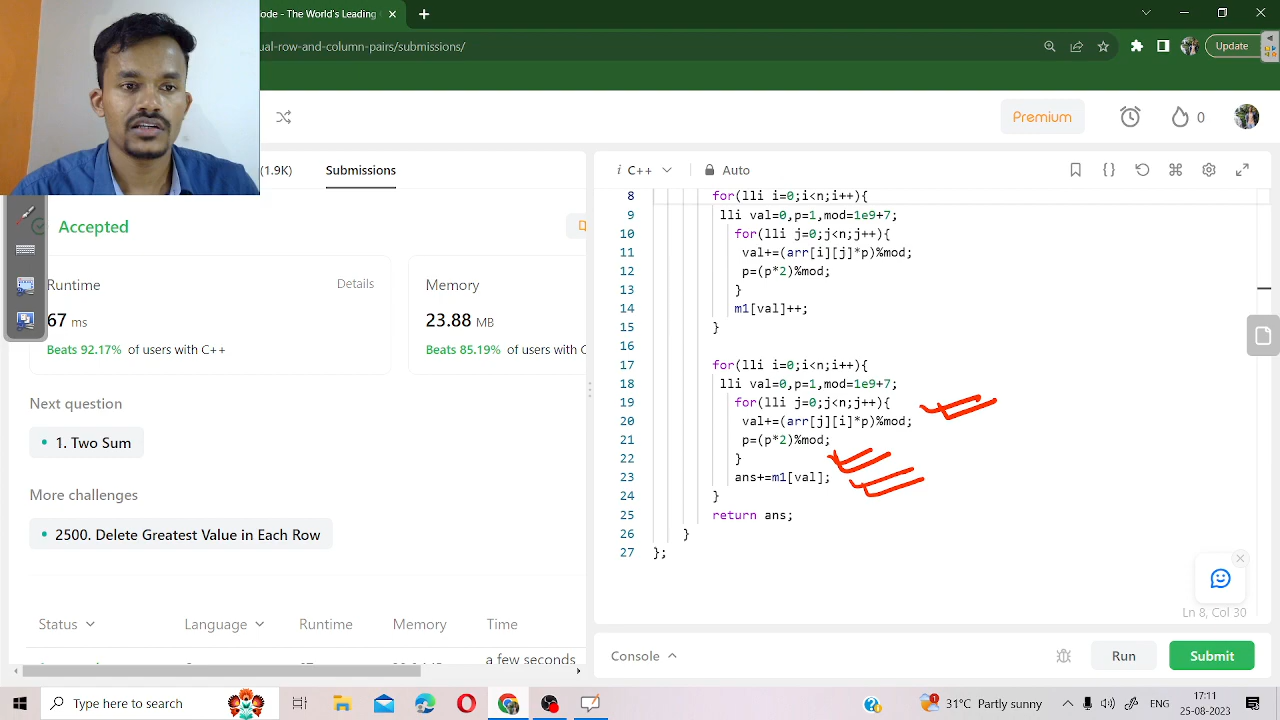 ode - The World's Leading
ual-row-and-column-pairs/submissions/
Update
Premium
0
(1.9K)
Submissions
i C++
Auto
Accepted
Runtime
Details
67 ms
Beats 92.17% of users with C++
Memory
23.88 MB
Beats 85.19% of users with C
Next question
1. Two Sum
More challenges
2500. Delete Greatest Value in Each Row
Status
Language
Runtime
Memory
Time
a few seconds
8 for(lli i=0;i<n;i++){
9 lli val=0,p=1,mod=1e9+7;
10 for(lli j=0;j<n;j++){
11 val+=(arr[i][j]*p)%mod;
12 p=(p*2)%mod;
13 }
14 m1[val]++;
15 }
16
17 for(lli i=0;i<n;i++){
18 lli val=0,p=1,mod=1e9+7;
19 for(lli j=0;j<n;j++){
20 val+=(arr[j][i]*p)%mod;
21 p=(p*2)%mod;
22 }
23 ans+=m1[val];
24 }
25 return ans;
26 }
27 };
Ln 8, Col 30
Console
Run
Submit
Type here to search
31°C Partly sunny
ENG
17:11
25-08-2023